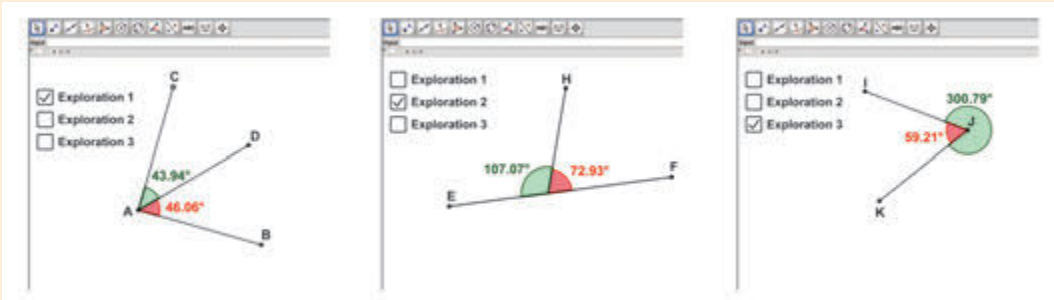 Input:
C
Exploration 1
Exploration 2
Exploration 3
D
43.94°
A
46.06°
B
Exploration 1
Exploration 2
Exploration 3
H
107.07°
72.93°
F
E
Exploration 1
Exploration 2
Exploration 3
I
300.79°
J
59.21°
K